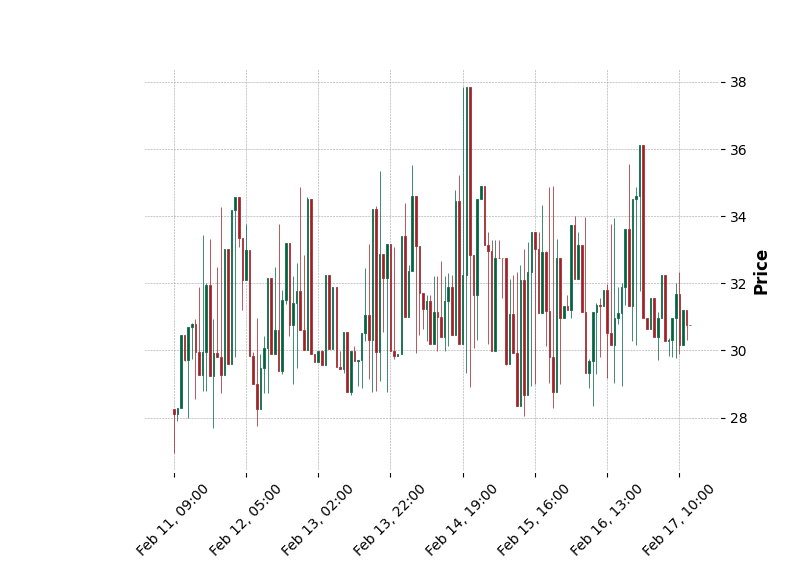 38
36
34
32
30
28
Price
Feb 11, 09:00
Feb 12, 05:00
Feb 13, 02:00
Feb 13, 22:00
Feb 14, 19:00
Feb 15, 16:00
Feb 16, 13:00
Feb 17, 10:00